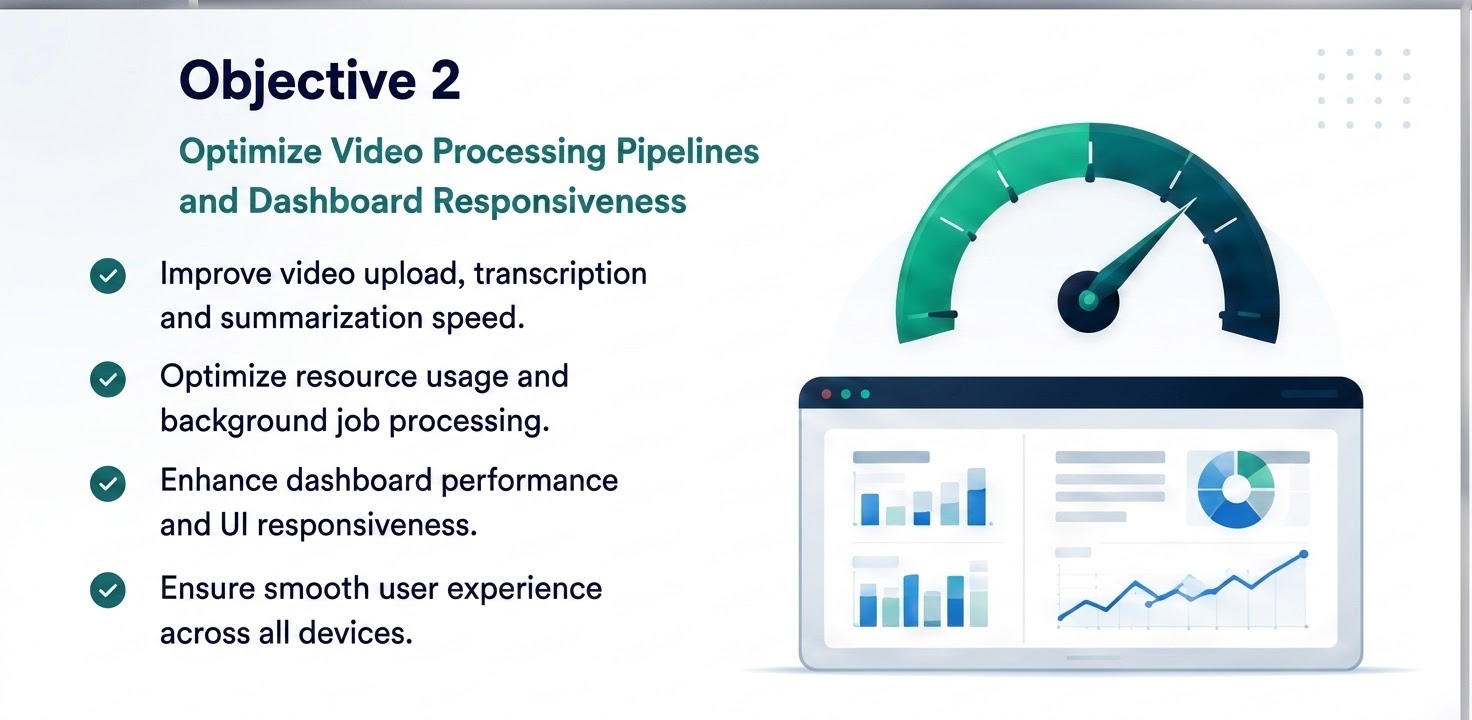 Objective 2
Optimize Video Processing Pipelines
and Dashboard Responsiveness
Improve video upload, transcription
and summarization speed.
Optimize resource usage and
background job processing.
Enhance dashboard performance
and UI responsiveness.
Ensure smooth user experience
across all devices.